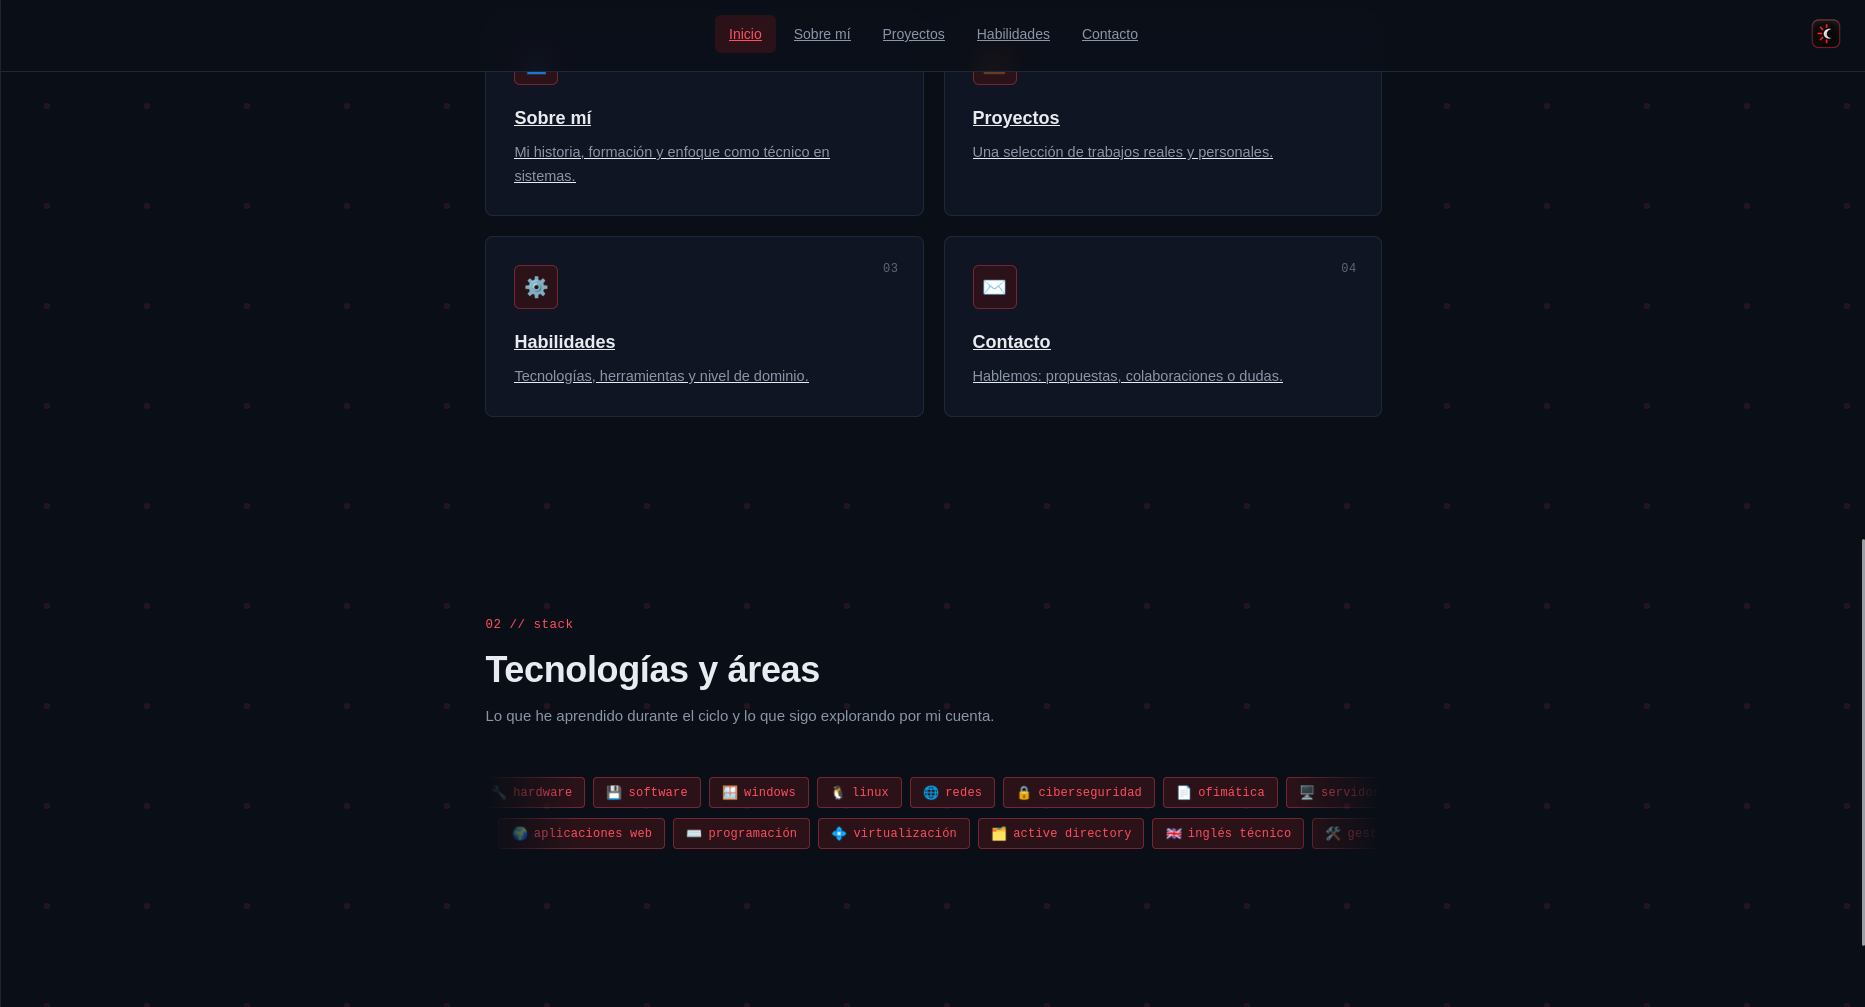 Inicio Sobre mí Proyectos Habilidades Contacto
Sobre mí
Mi historia, formación y enfoque como técnico en
sistemas.
Proyectos
Una selección de trabajos reales y personales.
03
Habilidades
Tecnologías, herramientas y nivel de dominio.
04
Contacto
Hablemos: propuestas, colaboraciones o dudas.
02 // stack
Tecnologías y áreas
Lo que he aprendido durante el ciclo y lo que sigo explorando por mi cuenta.
hardware software windows linux redes ciberseguridad ofimática
aplicaciones web programación virtualización active directory inglés técnico